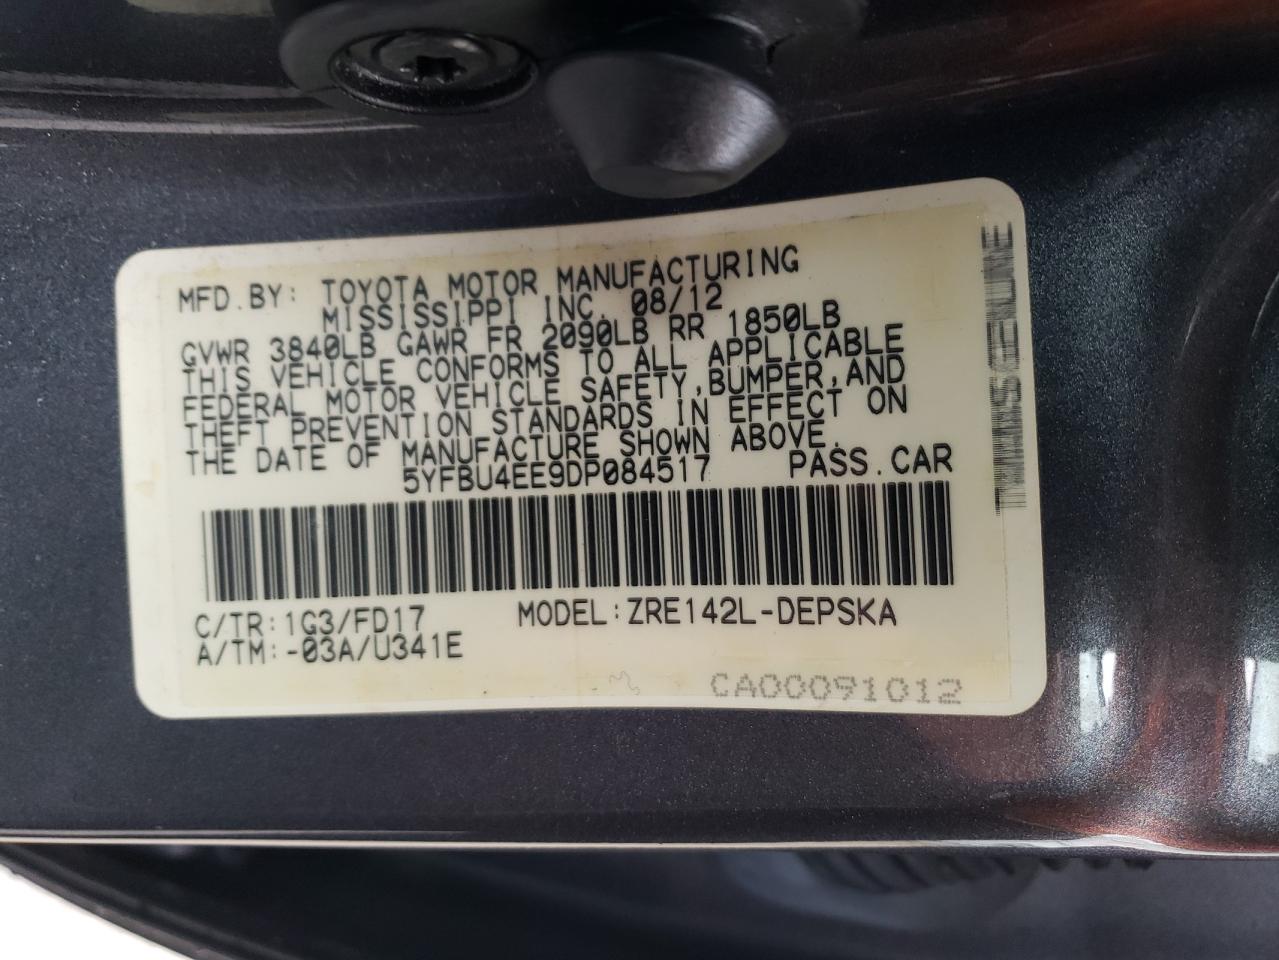 MFD.BY: TOYOTA MOTOR MANUFACTURING
MISSISSIPPI INC. 08/12
GVWR 3840LB GAWR FR 2090LB RR 1850LB
THIS VEHICLE CONFORMS TO ALL APPLICABLE
FEDERAL MOTOR VEHICLE SAFETY,BUMPER,AND
THEFT PREVENTION STANDARDS IN EFFECT ON
THE DATE OF MANUFACTURE SHOWN ABOVE.
5YFBU4EE9DP084517 PASS.CAR
C/TR:1G3/FD17 MODEL:ZRE142L-DEPSKA
A/TM:-03A/U341E
CA00091012